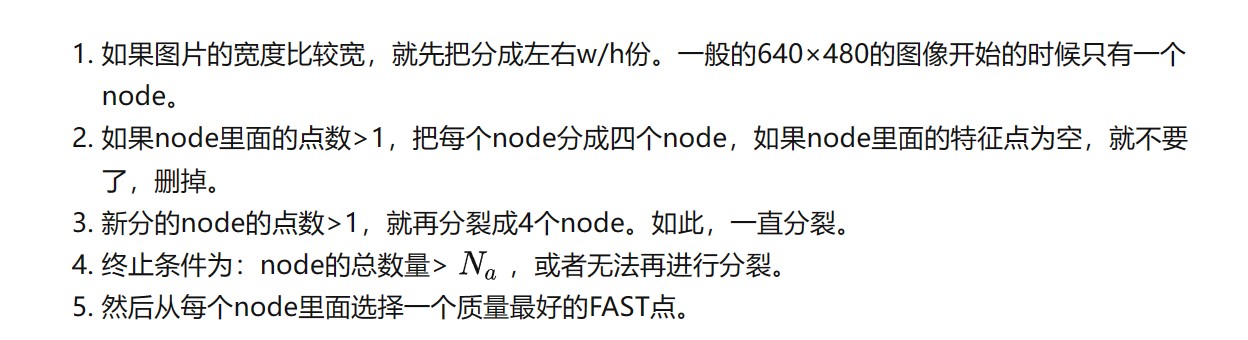 1. 如果图片的宽度比较宽，就先把分成左右w/h份。一般的640×480的图像开始的时候只有一个
node。
2. 如果node里面的点数>1，把每个node分成四个node，如果node里面的特征点为空，就不要
了，删掉。
3. 新分的node的点数>1，就再分裂成4个node。如此，一直分裂。
4. 终止条件为：node的总数量> Nₐ ，或者无法再进行分裂。
5. 然后从每个node里面选择一个质量最好的FAST点。